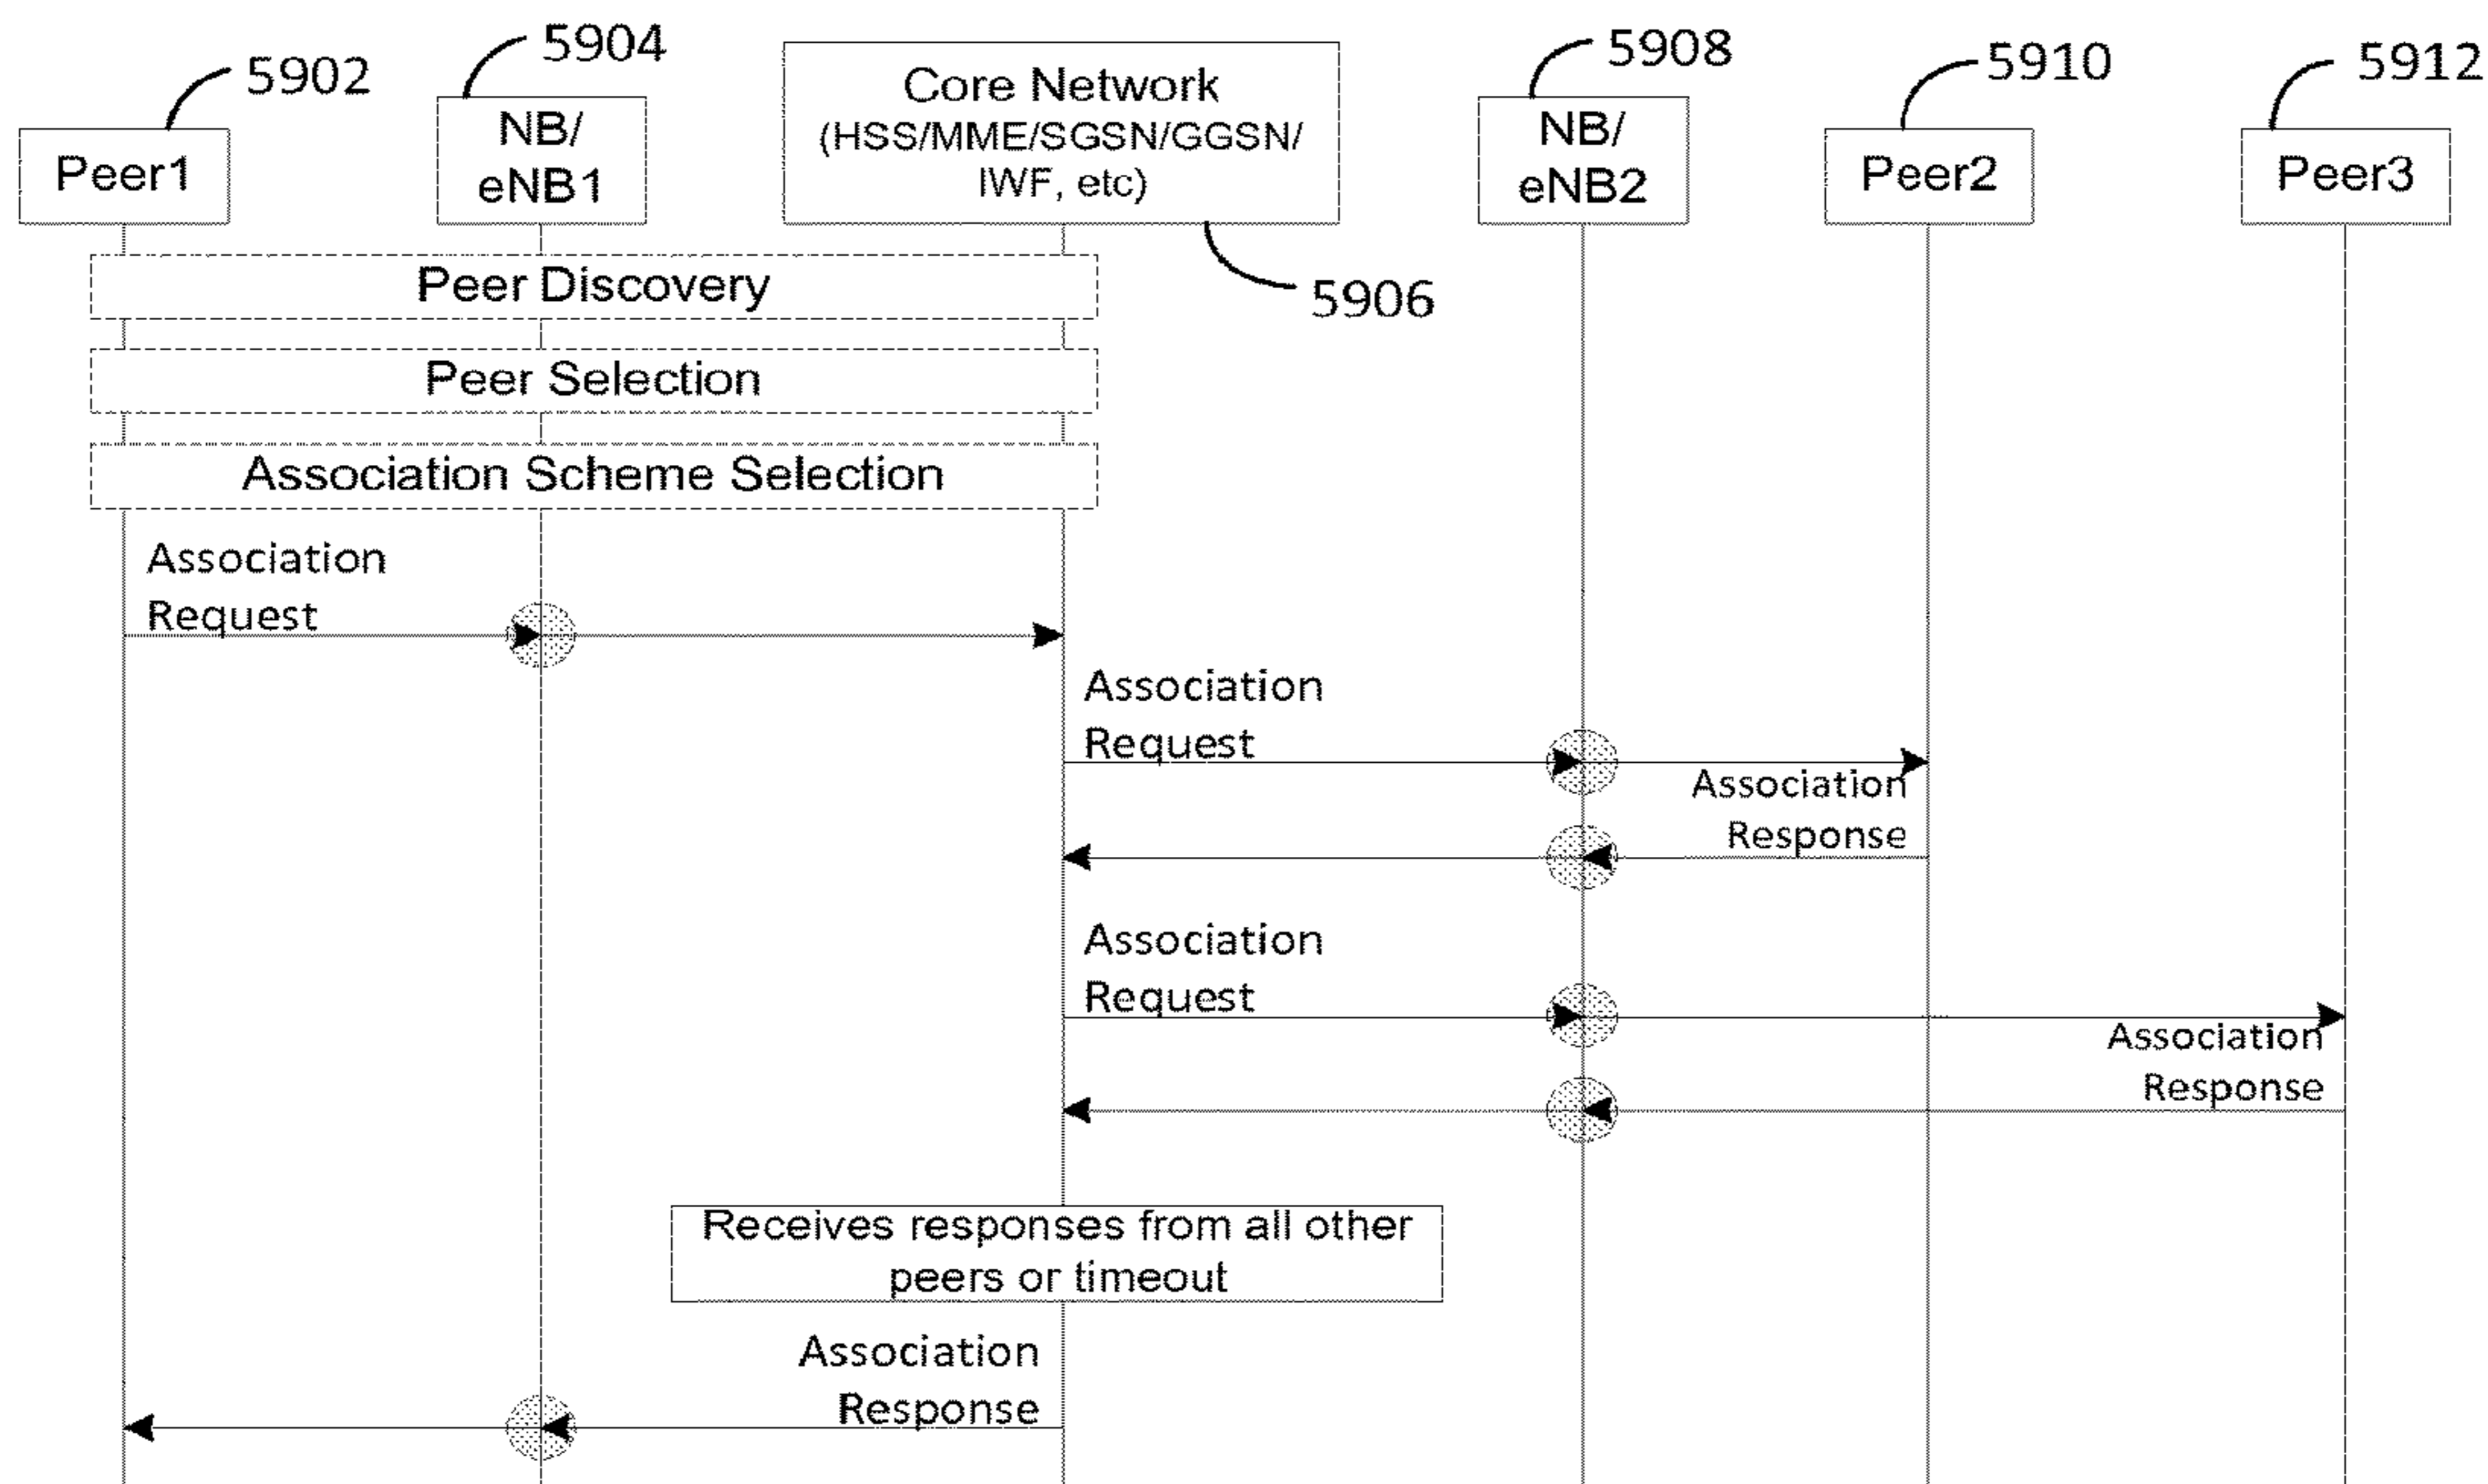 5902
5904
5908
5910
5912
Peer1
NB/
eNB1
Core Network
(HSS/MME/SGSN/GGSN/
IWF, etc)
NB/
eNB2
Peer2
Peer3
5906
Peer Discovery
Peer Selection
Association Scheme Selection
Association
Request
Association
Request
Association
Response
Association
Request
Association
Response
Receives responses from all other
peers or timeout
Association
Response